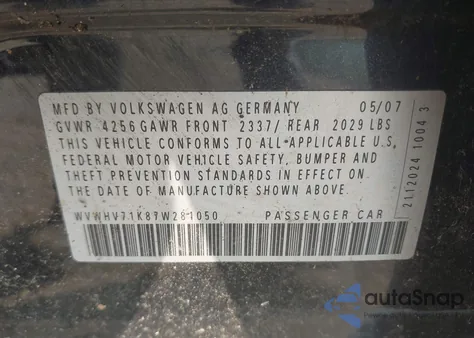 MFD BY VOLKSWAGEN AG GERMANY 05/07
GVWR 4256 GAWR FRONT 2337/ REAR 2029 LBS
THIS VEHICLE CONFORMS TO ALL APPLICABLE U.S.
FEDERAL MOTOR VEHICLE SAFETY, BUMPER AND
THEFT PREVENTION STANDARDS IN EFFECT ON
THE DATE OF MANUFACTURE SHOWN ABOVE.
WVWHV71K87W281050 PASSENGER CAR
2112024 1004 3
autoSnap